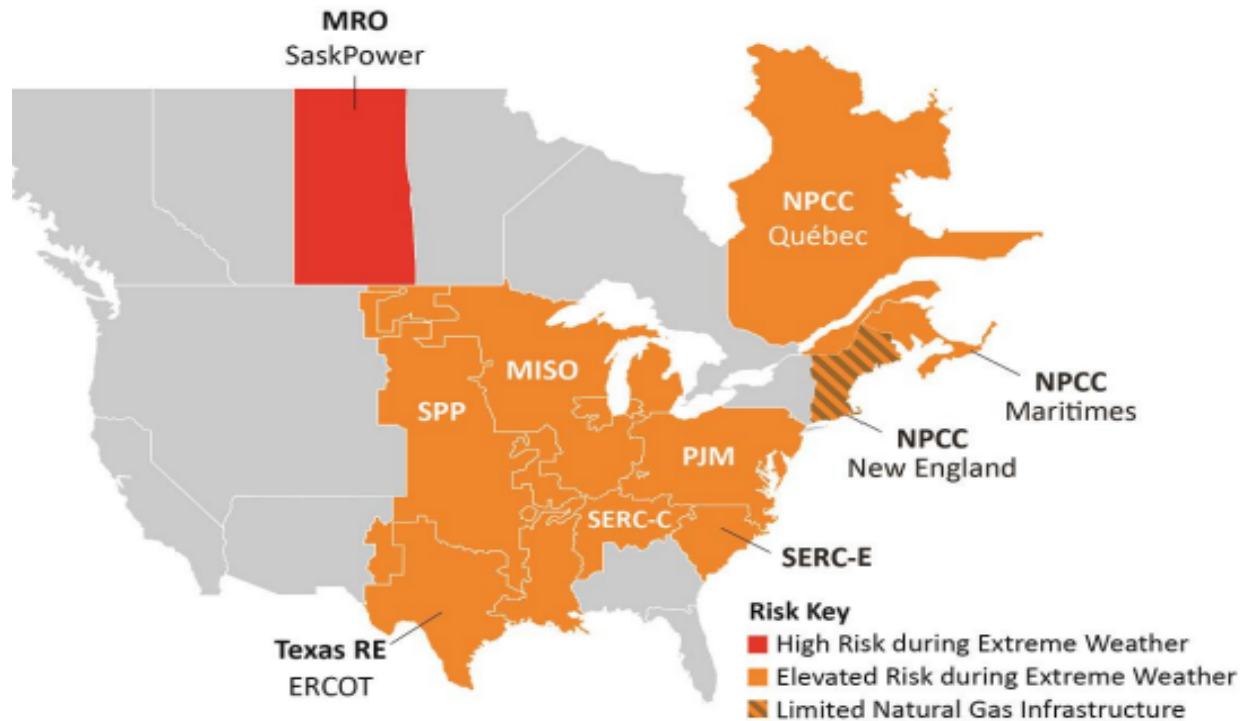 MRO
SaskPower
NPCC
Québec
MISO
SPP
NPCC
Maritimes
NPCC
New England
PJM
SERC-C
SERC-E
Texas RE
ERCOT
Risk Key
High Risk during Extreme Weather
Elevated Risk during Extreme Weather
Limited Natural Gas Infrastructure